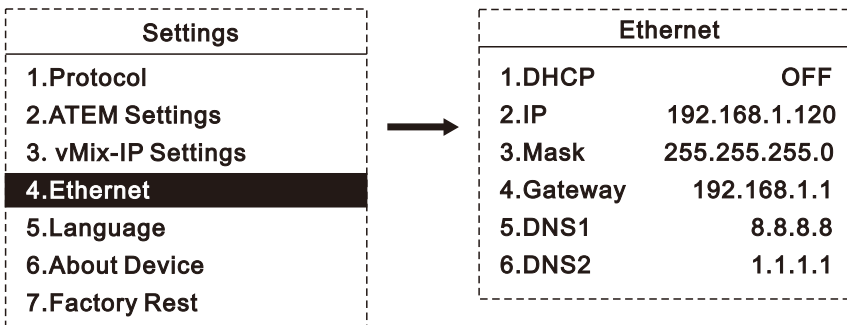 Settings
1.Protocol
2.ATEM Settings
3. vMix-IP Settings
4.Ethernet
5.Language
6.About Device
7.Factory Rest
Ethernet
1.DHCP OFF
2.IP 192.168.1.120
3.Mask 255.255.255.0
4.Gateway 192.168.1.1
5.DNS1 8.8.8.8
6.DNS2 1.1.1.1